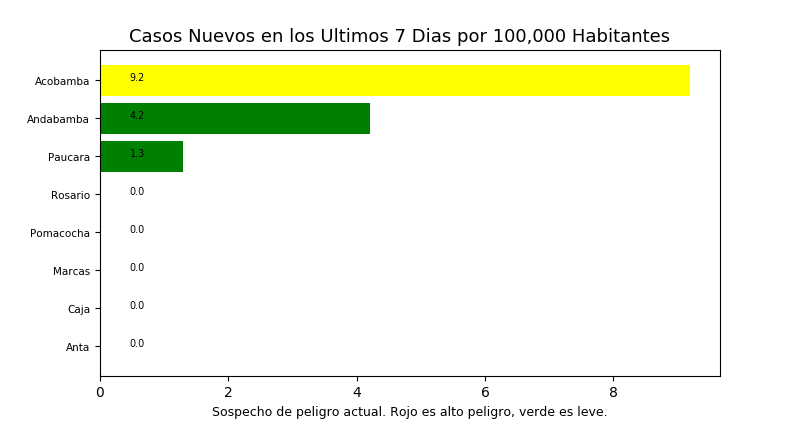 Casos Nuevos en los Ultimos 7 Dias por 100,000 Habitantes
Acobamba 9.2
Andabamba 4.2
Paucara 1.3
Rosario 0.0
Pomacocha 0.0
Marcas 0.0
Caja 0.0
Anta 0.0
0 2 4 6 8
Sospecho de peligro actual. Rojo es alto peligro, verde es leve.